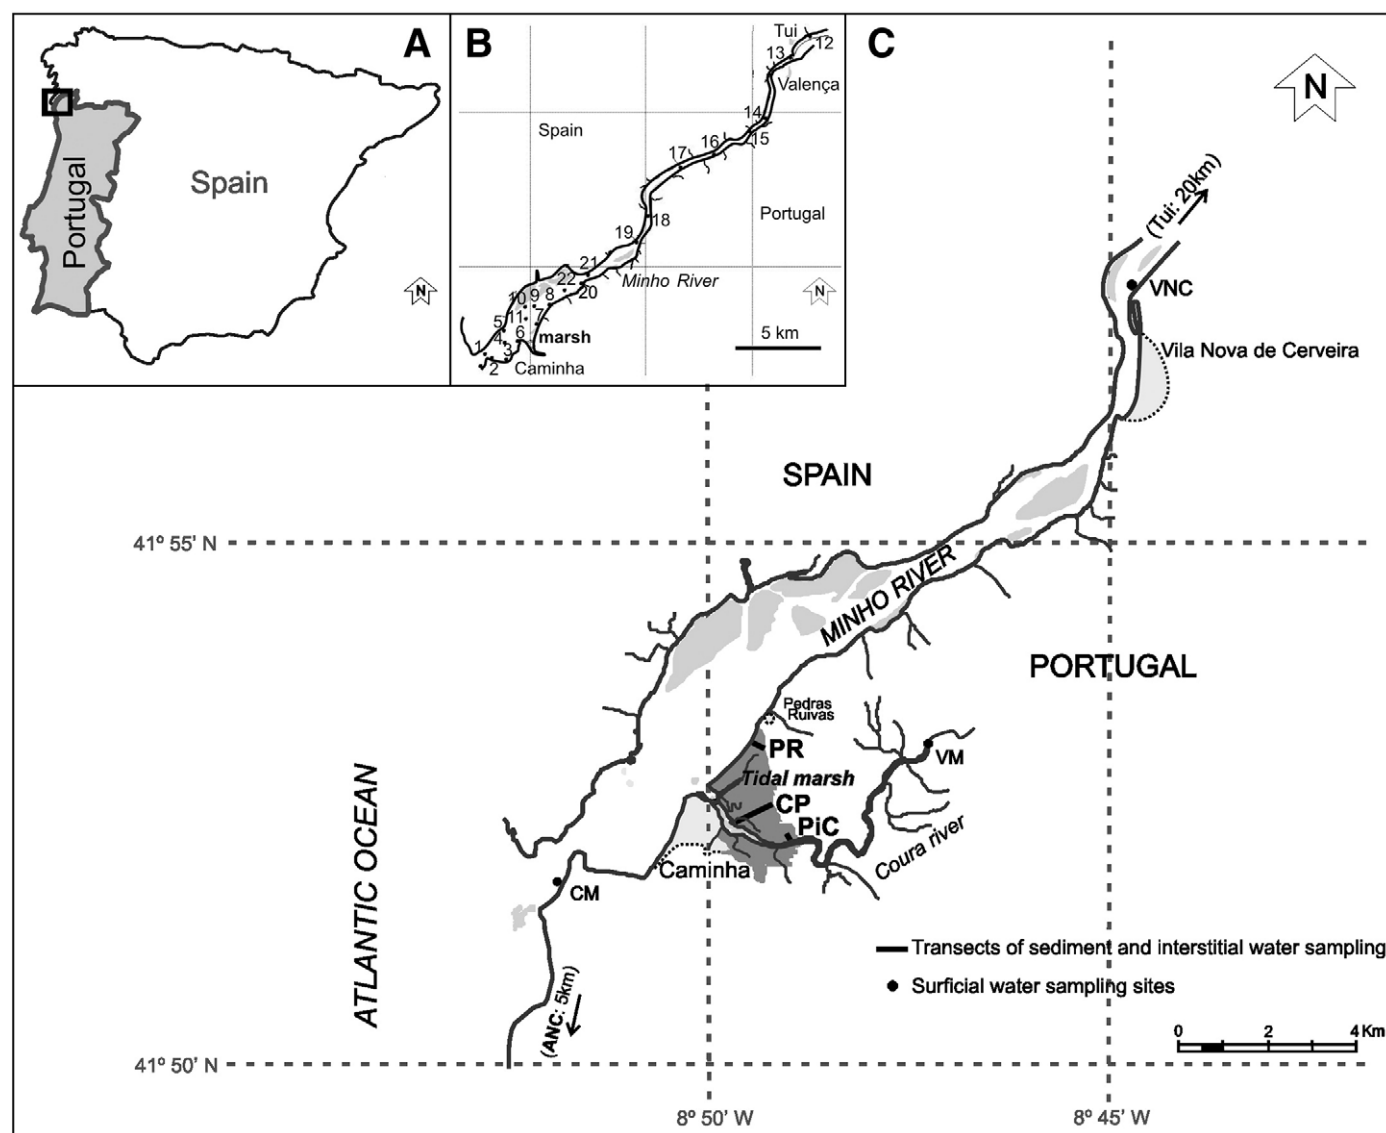 A
Portugal
Spain
N
B
Tui
12
13
Valença
14
15
16
17
Spain
Portugal
18
19
21
Minho River
20
22
10
9
8
11
7
5
4
6
marsh
1
3
2
Caminha
5 km
N
C
N
(Tui: 20km)
VNC
Vila Nova de Cerveira
SPAIN
41º 55' N
MINHO RIVER
PORTUGAL
Pedras
Ruivas
PR
VM
Tidal marsh
CP
PiC
Coura river
Caminha
CM
ATLANTIC OCEAN
(ANC: 5km)
Transects of sediment and interstitial water sampling
Surficial water sampling sites
0 2 4 Km
41º 50' N
8º 50' W
8º 45' W